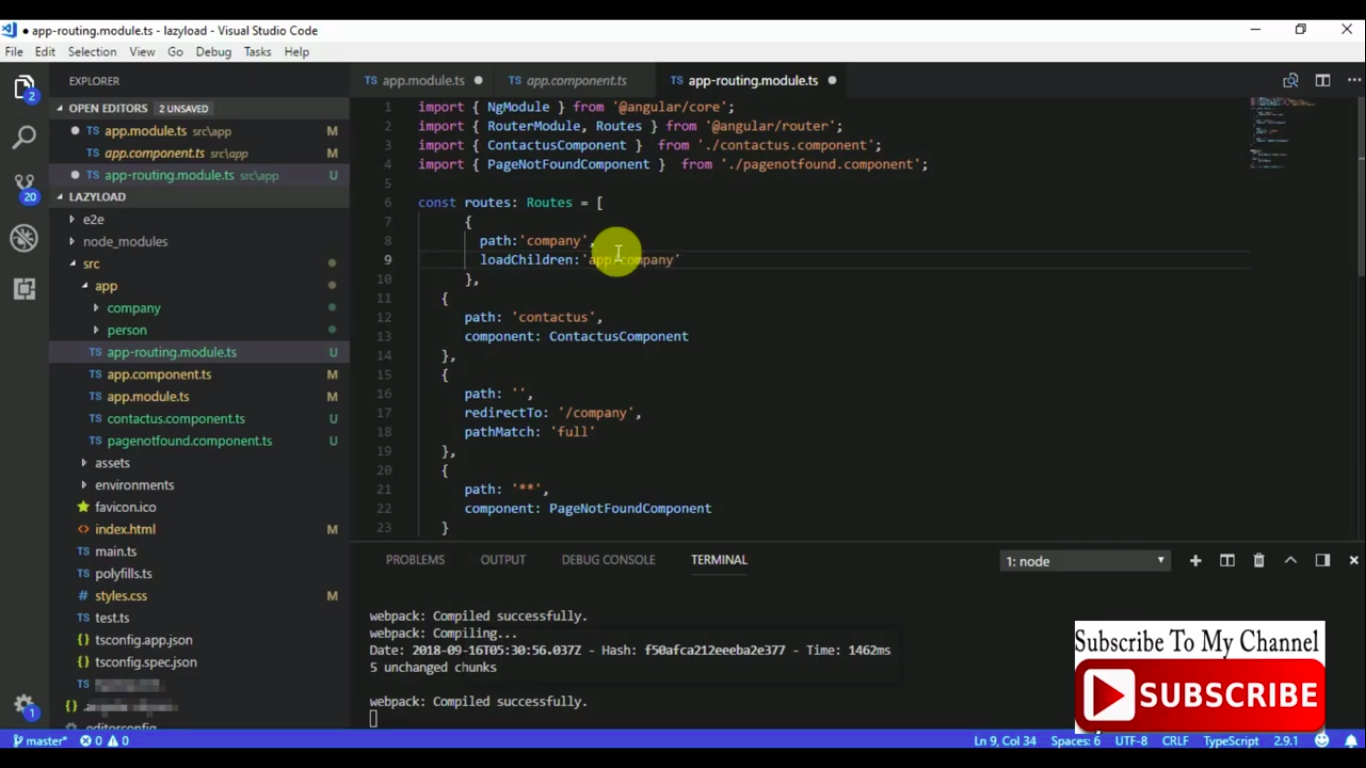 ● app-routing.module.ts - lazyload - Visual Studio Code
File Edit Selection View Go Debug Tasks Help
EXPLORER
OPEN EDITORS 2 UNSAVED
TS app.module.ts src\app M
TS app.component.ts src\app M
TS app-routing.module.ts src\app U
LAZYLOAD
e2e
node_modules
src
app
company
person
TS app-routing.module.ts U
TS app.component.ts M
TS app.module.ts M
TS contactus.component.ts U
TS pagenotfound.component.ts U
assets
environments
favicon.ico
<> index.html M
TS main.ts
TS polyfills.ts
# styles.css M
TS test.ts
{} tsconfig.app.json
{} tsconfig.spec.json
TS
{}
.editorconfig
2
20
1
TS app.module.ts ● TS app.component.ts TS app-routing.module.ts ●
1 import { NgModule } from '@angular/core';
2 import { RouterModule, Routes } from '@angular/router';
3 import { ContactusComponent }  from './contactus.component';
4 import { PageNotFoundComponent }  from './pagenotfound.component';
5
6 const routes: Routes = [
7 {
8 path:'company',
9 loadChildren:'app/company'
10 },
11 {
12 path: 'contactus',
13 component: ContactusComponent
14 },
15 {
16 path: '',
17 redirectTo: '/company',
18 pathMatch: 'full'
19 },
20 {
21 path: '**',
22 component: PageNotFoundComponent
23 }
PROBLEMS OUTPUT DEBUG CONSOLE TERMINAL 1: node
webpack: Compiled successfully.
webpack: Compiling...
Date: 2018-09-16T05:30:56.037Z - Hash: f50afca212eeeba2e377 - Time: 1462ms
5 unchanged chunks
webpack: Compiled successfully.
Subscribe To My Channel
SUBSCRIBE
master* 0 0 Ln 9, Col 34 Spaces: 6 UTF-8 CRLF TypeScript 2.9.1